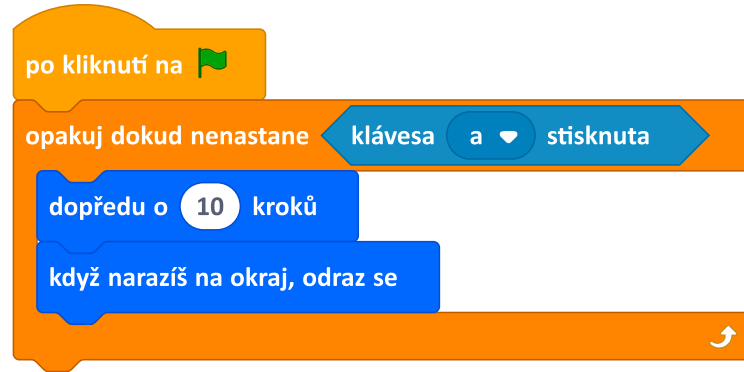 po kliknutí na
opakuj dokud nenastane klávesa a stisknuta
dopředu o 10 kroků
když narazíš na okraj, odraz se